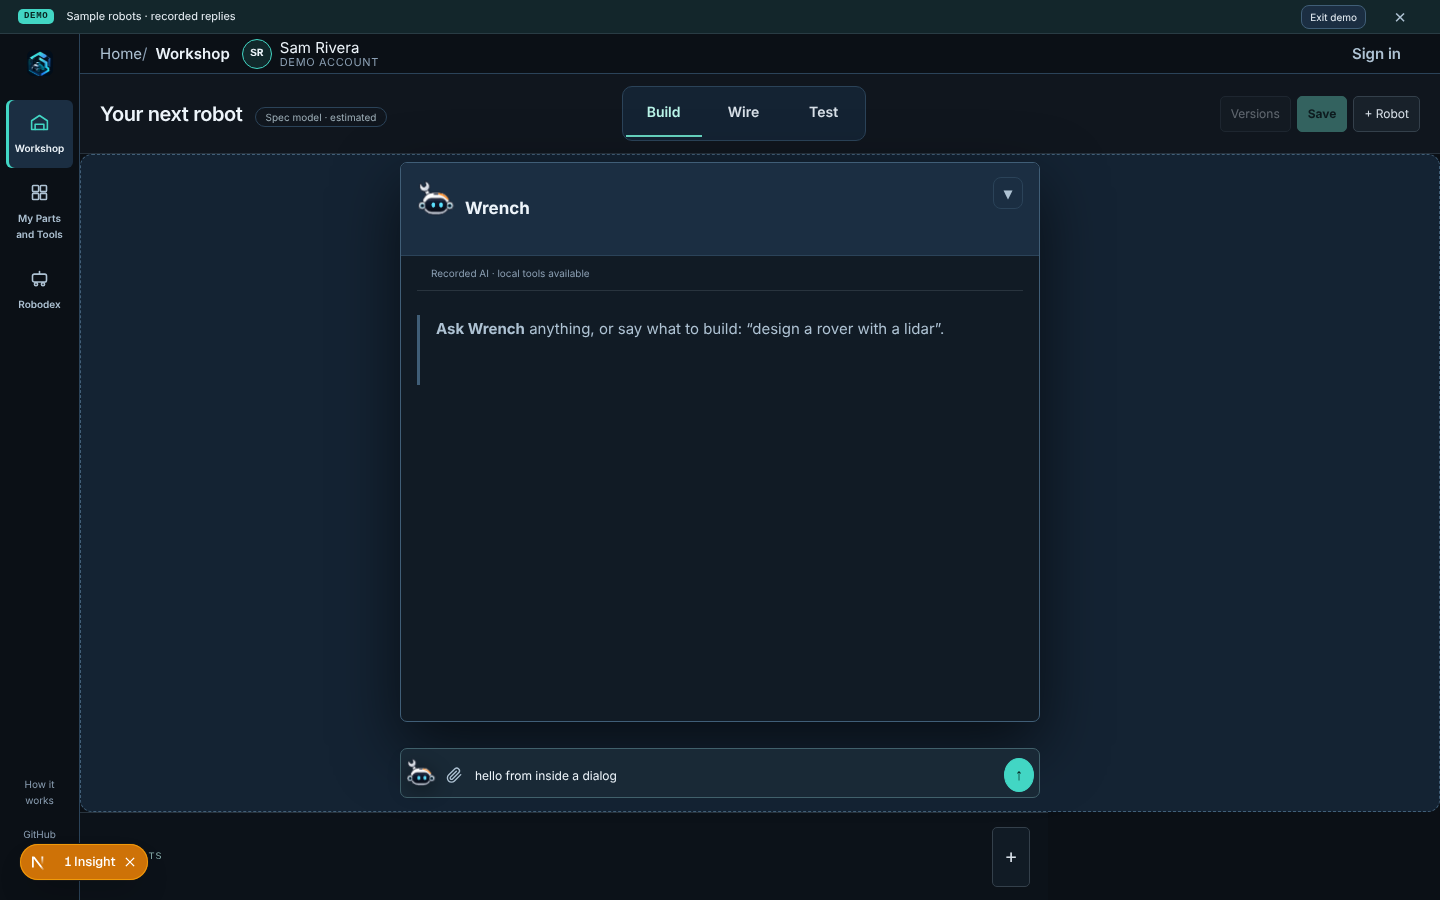 DEMO Sample robots · recorded replies Exit demo ✕
Home/ Workshop SR Sam Rivera
DEMO ACCOUNT
Sign in
Workshop
My Parts
and Tools
Robodex
How it
works
GitHub
Your next robot Spec model · estimated
Build Wire Test
Versions Save + Robot
Wrench ▼
Recorded AI · local tools available
Ask Wrench anything, or say what to build: “design a rover with a lidar”.
hello from inside a dialog ↑
N 1 Insight ✕
TS
+